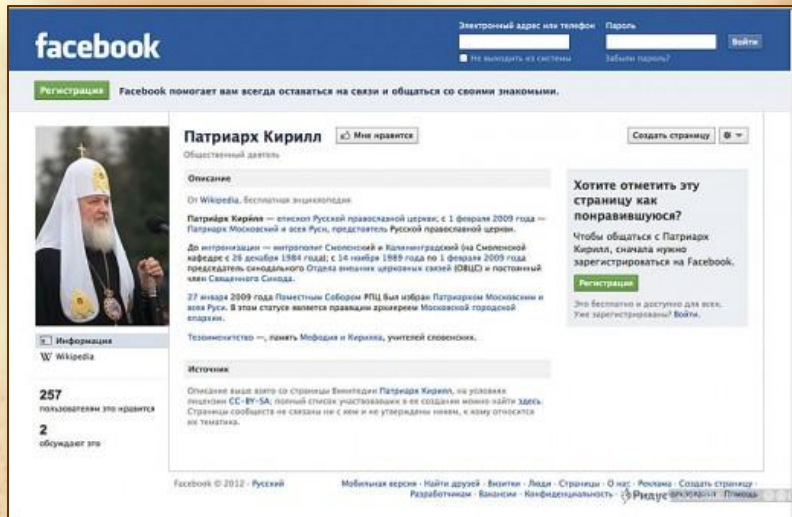 facebook
Электронный адрес или телефон
Пароль
Войти
Не выходить из системы
Забыли пароль?
Регистрация
Facebook помогает вам всегда оставаться на связи и общаться со своими знакомыми.
Патриарх Кирилл
Мне нравится
Создать страницу
Общественный деятель
Описание
От Wikipedia, бесплатная энциклопедия
Патриа́рх Кири́лл — епископ Русской православной церкви; с 1 февраля 2009 года —
Патриарх Московский и всея Руси, предстоятель Русской православной церкви.
До интронизации — митрополит Смоленский и Калининградский (на Смоленской
кафедре с 26 декабря 1984 года); с 14 ноября 1989 года по 1 февраля 2009 года
председатель синодального Отдела внешних церковных связей (ОВЦС) и постоянный
член Священного Синода.
27 января 2009 года Поместным Собором РПЦ был избран Патриархом Московским и
всея Руси. В этом статусе является правящим архиереем Московской городской
епархии.
Тезоименитство —, память Мефодия и Кирилла, учителей словенских.
Источник
Описание выше взято со страницы Википедии Патриарх Кирилл, на условиях
лицензии CC-BY-SA; полный список участвовавших в ее создании можно найти здесь.
Страницы сообществ не связаны ни с кем и не утверждены никем, к кому относится
их тематика.
Хотите отметить эту
страницу как
понравившуюся?
Чтобы общаться с Патриарх
Кирилл, сначала нужно
зарегистрироваться на Facebook.
Регистрация
Это бесплатно и доступно для всех.
Уже зарегистрированы? Войти.
Информация
W Wikipedia
257
пользователям это нравится
2
обсуждают это
Facebook © 2012 · Русский
Мобильная версия · Найти друзей · Визитки · Люди · Страницы · О нас · Реклама · Создать страницу ·
Разработчикам · Вакансии · Конфиденциальность ·
Ридус
Помощь